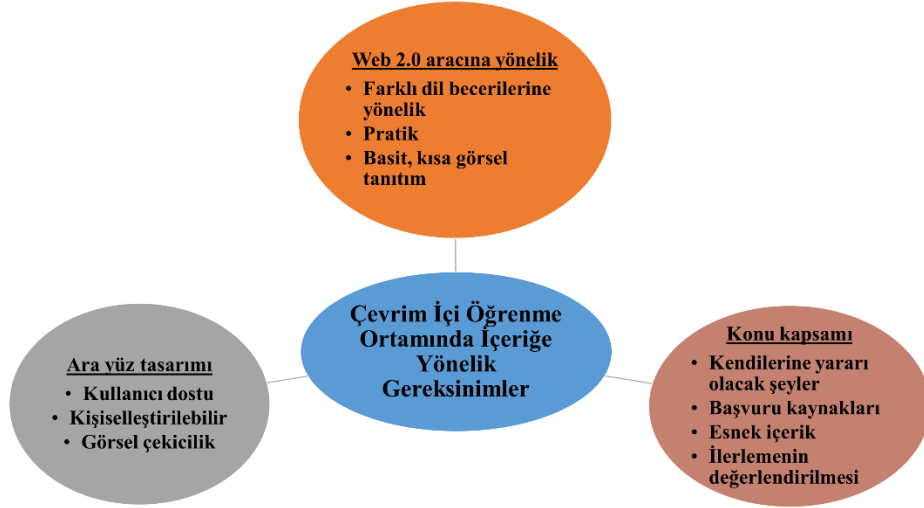 Web 2.0 aracına yönelik
• Farklı dil becerilerine
yönelik
• Pratik
• Basit, kısa görsel
tanıtım
Çevrim İçi Öğrenme
Ortamında İçeriğe
Yönelik
Gereksinimler
Ara yüz tasarımı
• Kullanıcı dostu
• Kişiselleştirilebilir
• Görsel çekicilik
Konu kapsamı
• Kendilerine yararı
olacak şeyler
• Başvuru kaynakları
• Esnek içerik
• İlerlemenin
değerlendirilmesi